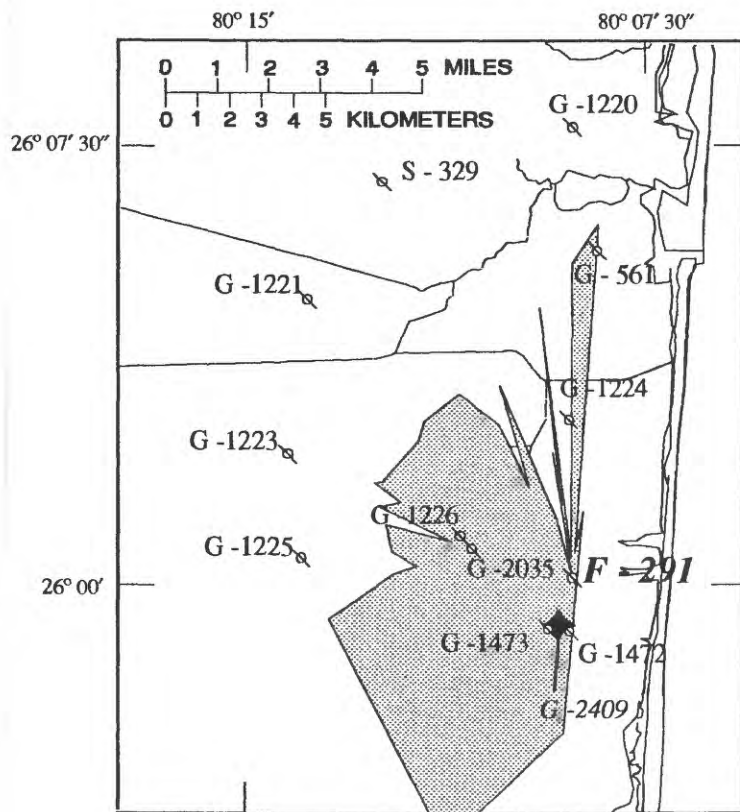 80° 15′ 80° 07′ 30″
0 1 2 3 4 5 MILES
0 1 2 3 4 5 KILOMETERS
G -1220
26° 07′ 30″
S - 329
G - 561
G -1221
G -1224
G -1223
G -1226
G -1225
G -2035
F - 291
26° 00′
G -1473
G -1472
G -2409